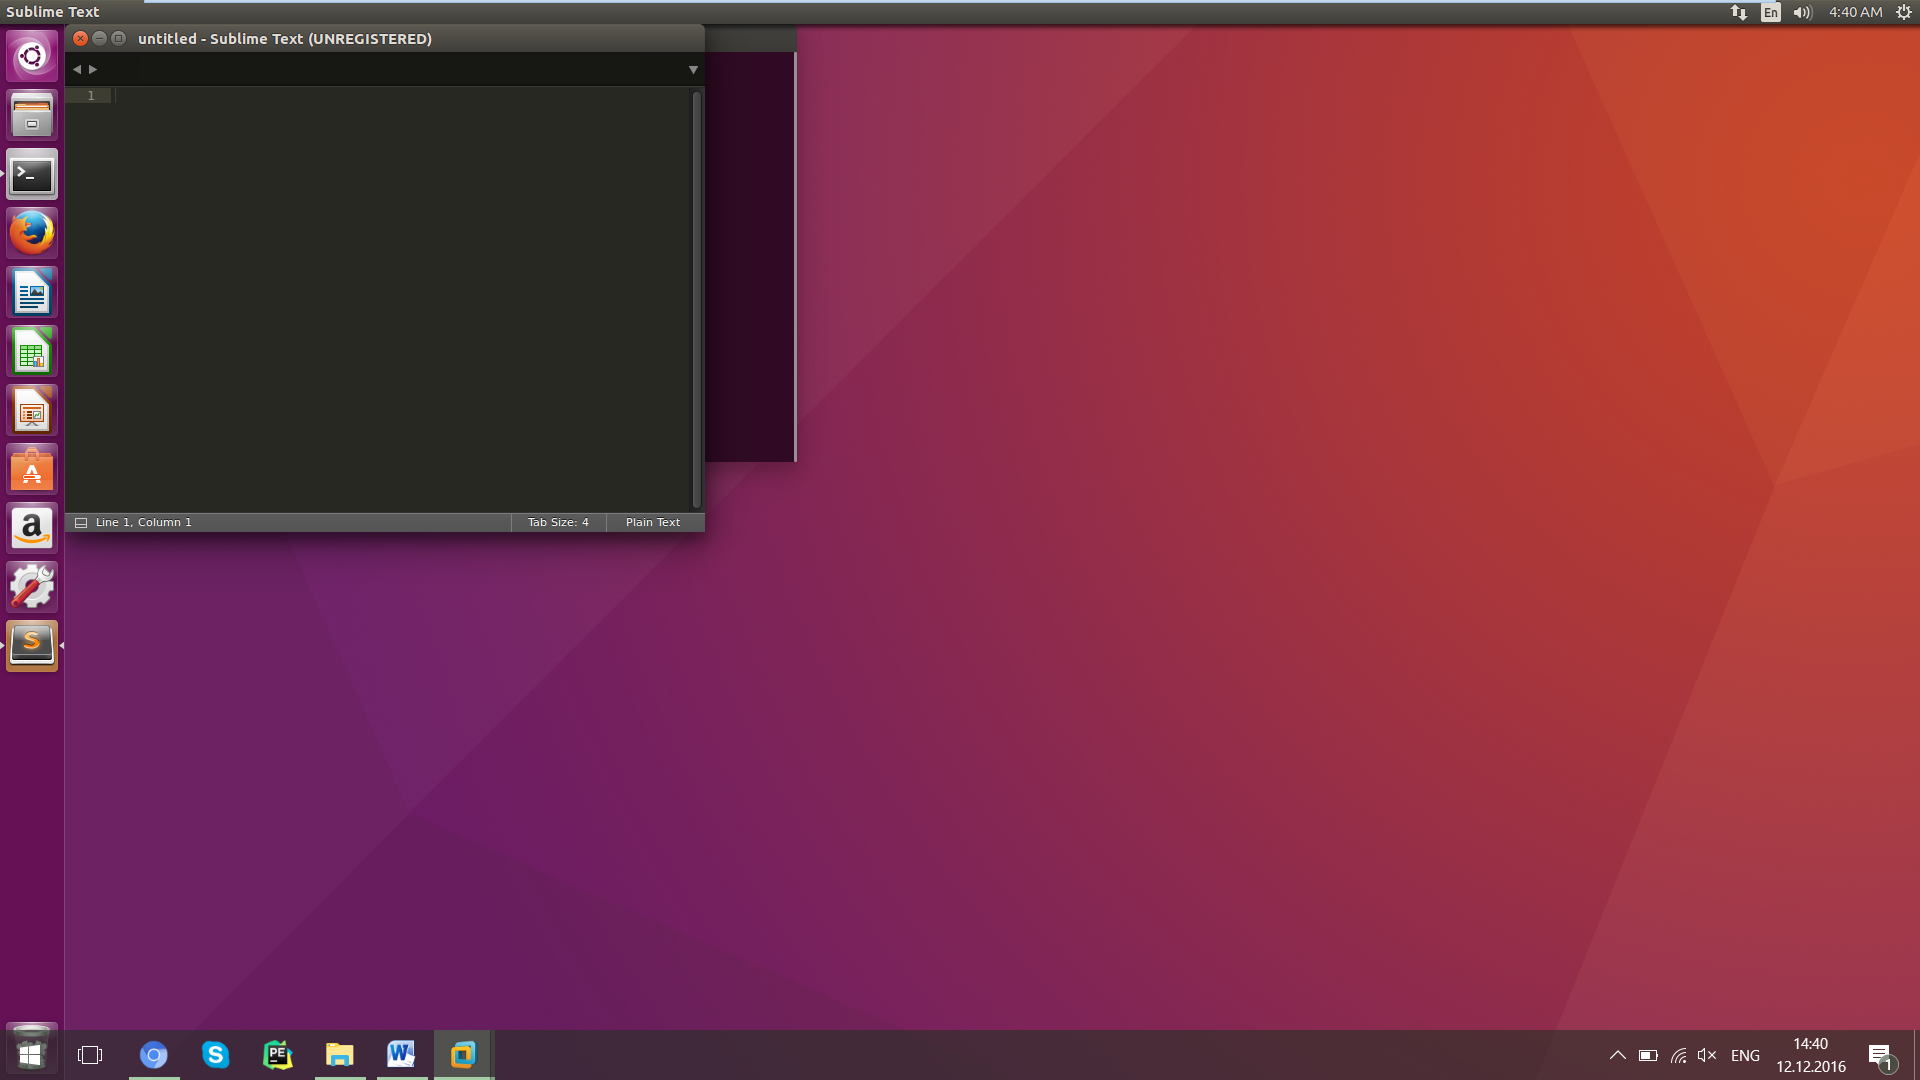 Sublime Text
En
4:40 AM
untitled - Sublime Text (UNREGISTERED)
1
Line 1, Column 1
Tab Size: 4
Plain Text
A
a
S
S
PE
W
ENG
14:40
12.12.2016
1